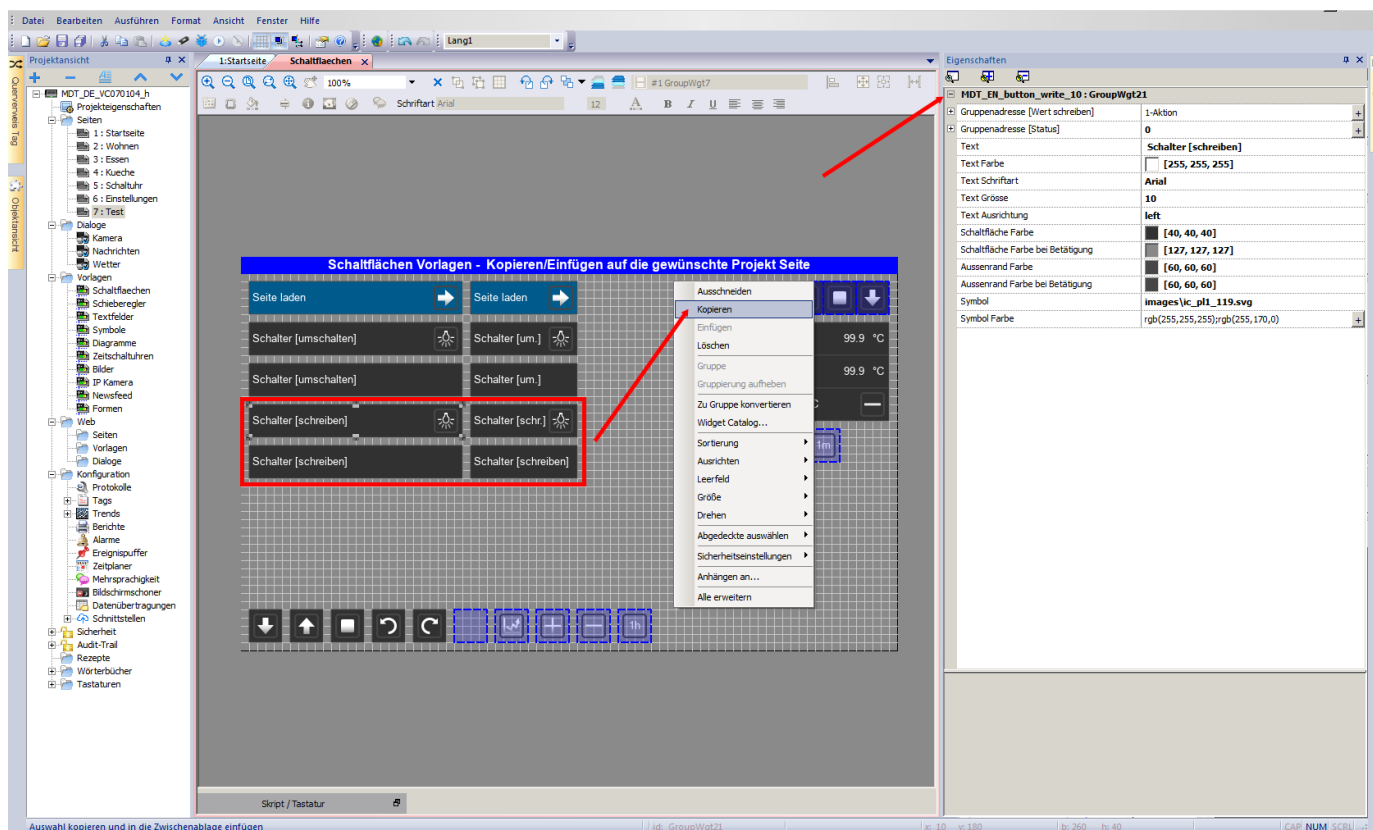 Datei Bearbeiten Ausführen Format Ansicht Fenster Hilfe
Lang1
Projektansicht
1:Startseite Schaltflaechen x
Eigenschaften
100%
#1 GroupWgt7
Schriftart Arial 12 A B I U
Querverweis Tag
Objektansicht
MDT_DE_VC070104_h
Projekteigenschaften
Seiten
1 : Startseite
2 : Wohnen
3 : Essen
4 : Kueche
5 : Schaltuhr
6 : Einstellungen
7 : Test
Dialoge
Kamera
Nachrichten
Wetter
Vorlagen
Schaltflaechen
Schieberegler
Textfelder
Symbole
Diagramme
Zeitschaltuhren
Bilder
IP Kamera
Newsfeed
Formen
Web
Seiten
Vorlagen
Dialoge
Konfiguration
Protokolle
Tags
Trends
Berichte
Alarme
Ereignispuffer
Zeitplaner
Mehrsprachigkeit
Bildschirmschoner
Datenübertragungen
Schnittstellen
Sicherheit
Audit-Trail
Rezepte
Wörterbücher
Tastaturen
Schaltflächen Vorlagen - Kopieren/Einfügen auf die gewünschte Projekt Seite
Seite laden Seite laden
Schalter [umschalten] Schalter [um.] 99.9 °C
Schalter [umschalten] Schalter [um.] 99.9 °C
Schalter [schreiben] Schalter [schr.]
Schalter [schreiben] Schalter [schreiben]
1m
1h
Ausschneiden
Kopieren
Einfügen
Löschen
Gruppe
Gruppierung aufheben
Zu Gruppe konvertieren
Widget Catalog...
Sortierung
Ausrichten
Leerfeld
Größe
Drehen
Abgedeckte auswählen
Sicherheitseinstellungen
Anhängen an...
Alle erweitern
MDT_EN_button_write_10 : GroupWgt21
Gruppenadresse [Wert schreiben] 1-Aktion +
Gruppenadresse [Status] 0 +
Text Schalter [schreiben]
Text Farbe [255, 255, 255]
Text Schriftart Arial
Text Grösse 10
Text Ausrichtung left
Schaltfläche Farbe [40, 40, 40]
Schaltfläche Farbe bei Betätigung [127, 127, 127]
Aussenrand Farbe [60, 60, 60]
Aussenrand Farbe bei Betätigung [60, 60, 60]
Symbol images\ic_pl1_119.svg
Symbol Farbe rgb(255,255,255);rgb(255,170,0) +
Skript / Tastatur
Auswahl kopieren und in die Zwischenablage einfügen id: GroupWgt21 x: 10 y: 180 b: 260 h: 40 CAP NUM SCRL